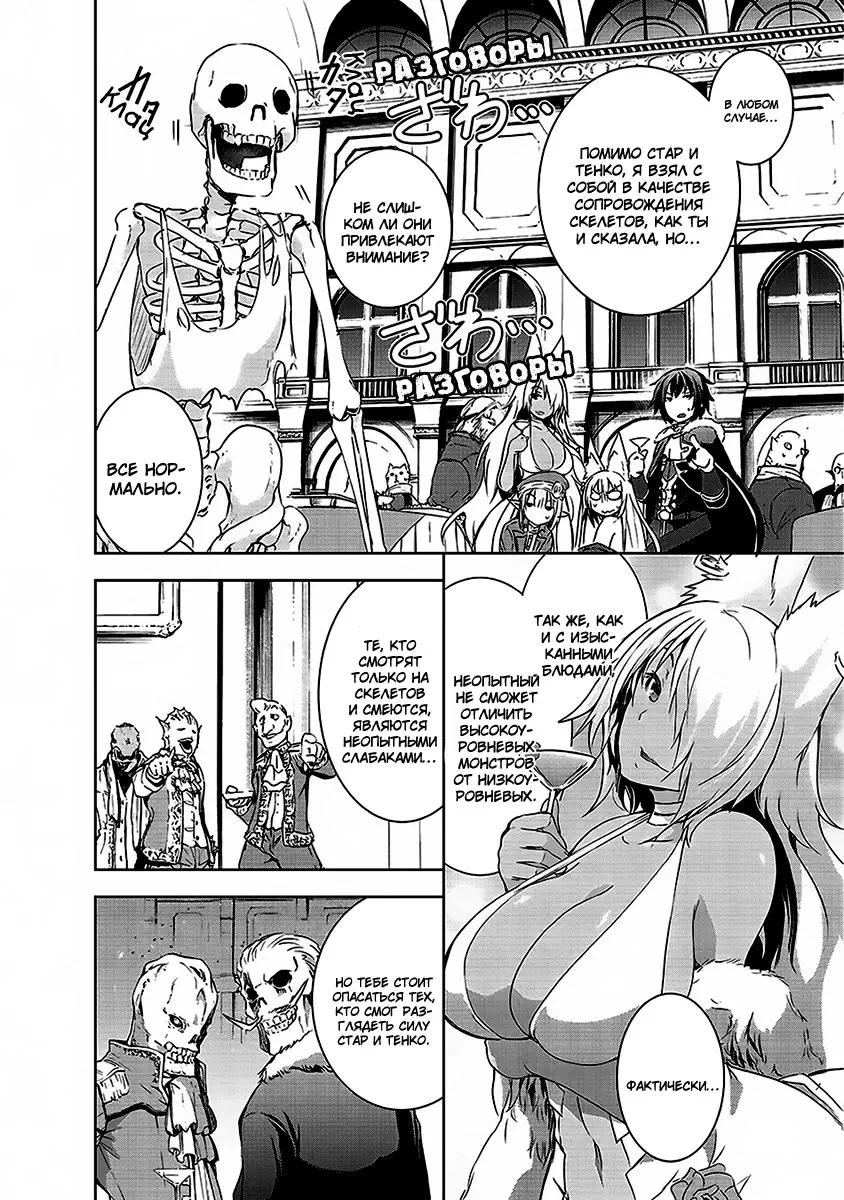 В ЛЮБОМ
СЛУЧАЕ...
ПОМИМО СТАР И
ТЕНКО, Я ВЗЯЛ С
СОБОЙ В КАЧЕСТВЕ
СОПРОВОЖДЕНИЯ
СКЕЛЕТОВ, КАК ТЫ
И СКАЗАЛА, НО...
РАЗГОВОРЫ
ざわ...
КЛАЦ
КЛАЦ
НЕ СЛИШ-
КОМ ЛИ ОНИ
ПРИВЛЕКАЮТ
ВНИМАНИЕ?
ざわ...
РАЗГОВОРЫ
ВСЕ НОР-
МАЛЬНО.
ТАК ЖЕ, КАК
И С ИЗЫС-
КАННЫМИ
БЛЮДАМИ,
НЕОПЫТНЫЙ
НЕ СМОЖЕТ
ОТЛИЧИТЬ
ВЫСОКОУ-
РОВНЕВЫХ
МОНСТРОВ
ОТ НИЗКОУ-
РОВНЕВЫХ.
ФАКТИЧЕСКИ...
ТЕ, КТО
СМОТРЯТ
ТОЛЬКО НА
СКЕЛЕТОВ
И СМЕЮТСЯ,
ЯВЛЯЮТСЯ
НЕОПЫТНЫМИ
СЛАБАКАМИ...
НО ТЕБЕ СТОИТ
ОПАСАТЬСЯ ТЕХ,
КТО СМОГ РАЗ-
ГЛЯДЕТЬ СИЛУ
СТАР И ТЕНКО.